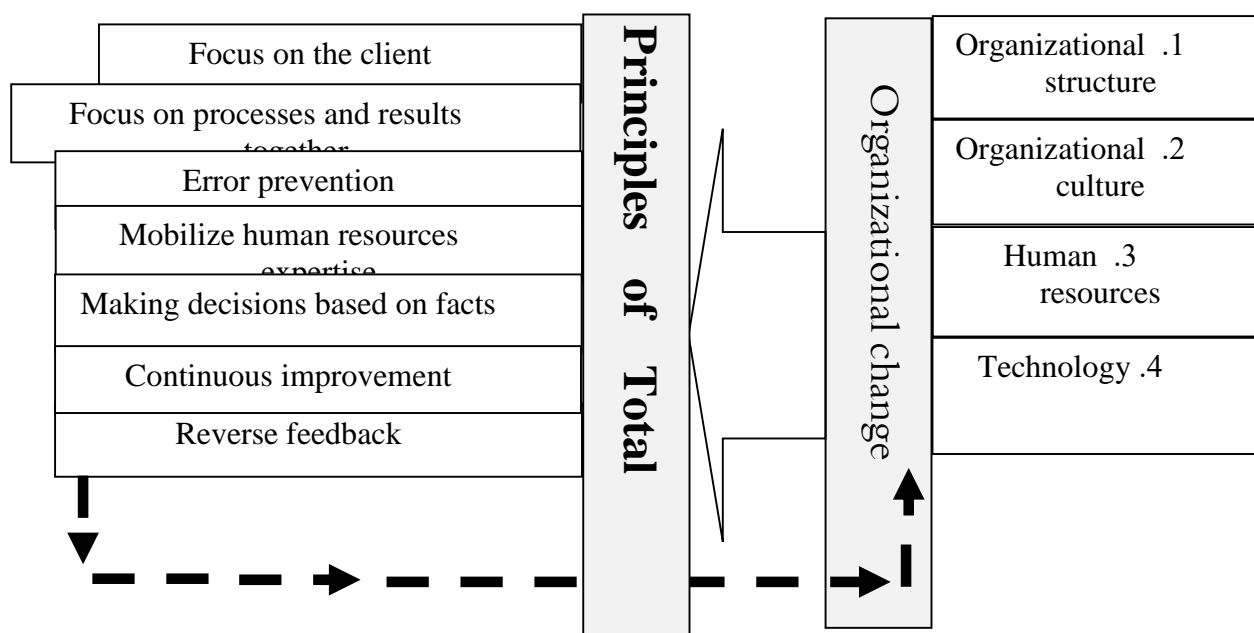 Focus on the client
Focus on processes and results
together
Error prevention
Mobilize human resources
expertise
Making decisions based on facts
Continuous improvement
Reverse feedback
Principles of Total
Organizational change
Organizational .1
structure
Organizational .2
culture
Human .3
resources
Technology .4